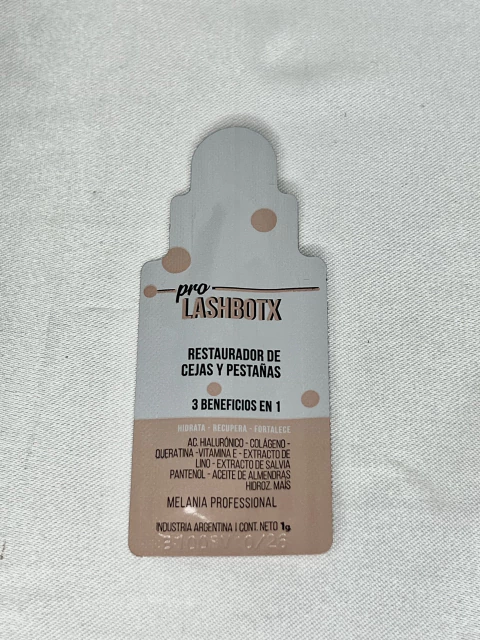 pro
LASHBOTX
RESTAURADOR DE
CEJAS Y PESTAÑAS
3 BENEFICIOS EN 1
HIDRATA - RECUPERA - FORTALECE
AC. HIALURÓNICO - COLÁGENO -
QUERATINA -VITAMINA E - EXTRACTO DE
LINO - EXTRACTO DE SALVIA
PANTENOL - ACEITE DE ALMENDRAS
HIDROZ. MAÍS
MELANIA PROFESSIONAL
INDUSTRIA ARGENTINA | CONT. NETO 1g.